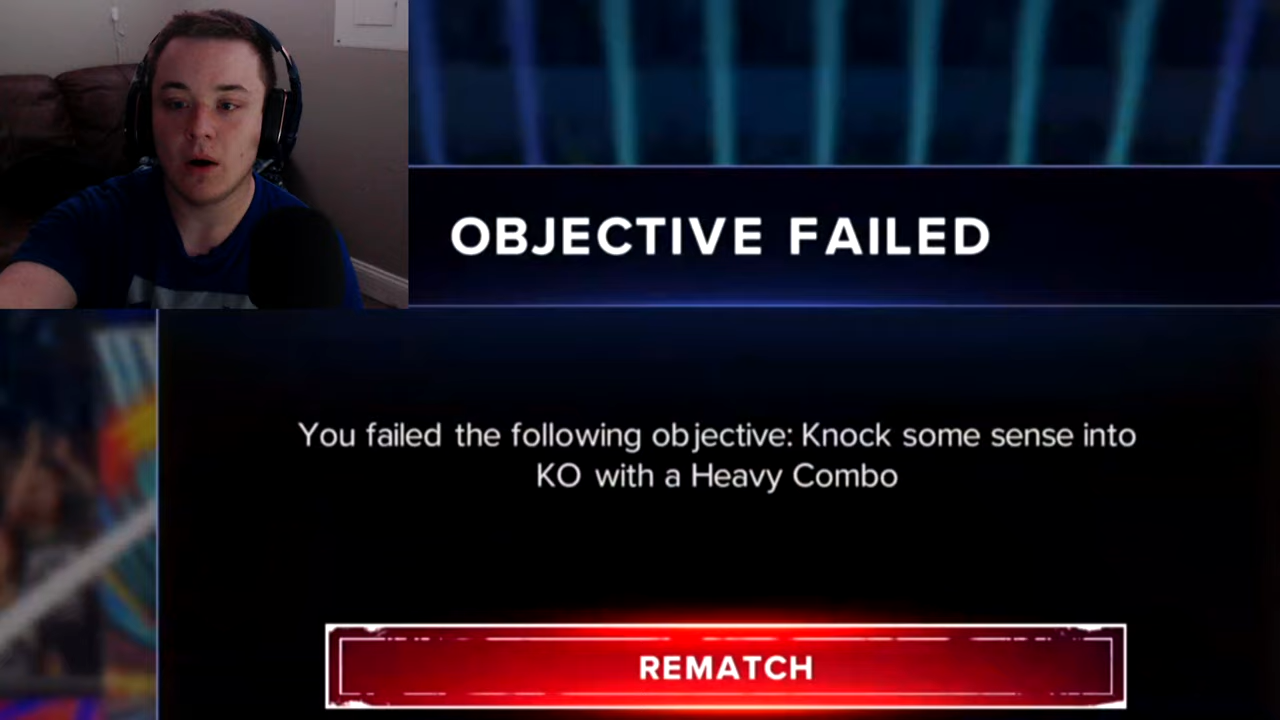 OBJECTIVE FAILED
You failed the following objective: Knock some sense into
KO with a Heavy Combo
REMATCH